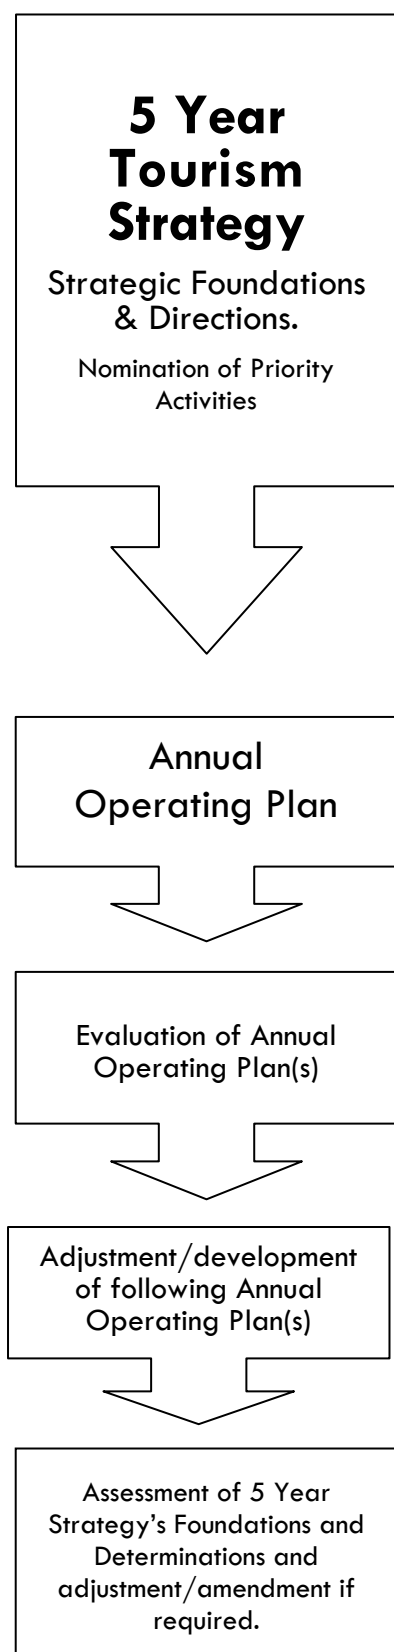 5 Year
Tourism
Strategy
Strategic Foundations
& Directions.
Nomination of Priority
Activities
Annual
Operating Plan
Evaluation of Annual
Operating Plan(s)
Adjustment/development
of following Annual
Operating Plan(s)
Assessment of 5 Year
Strategy's Foundations and
Determinations and
adjustment/amendment if
required.